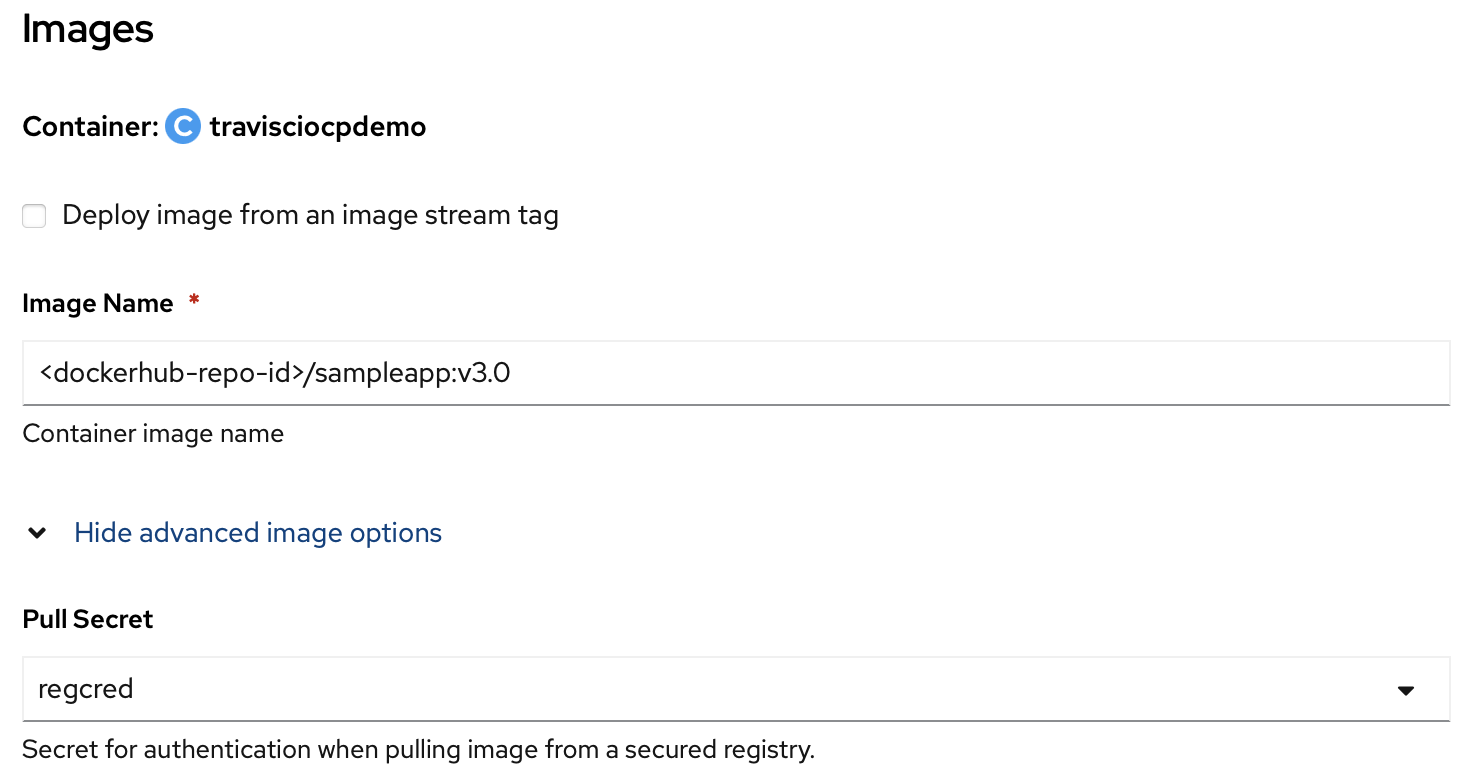 Images
Container: C travisciocpdemo
Deploy image from an image stream tag
Image Name *
<dockerhub-repo-id>/sampleapp:v3.0
Container image name
Hide advanced image options
Pull Secret
regcred
Secret for authentication when pulling image from a secured registry.